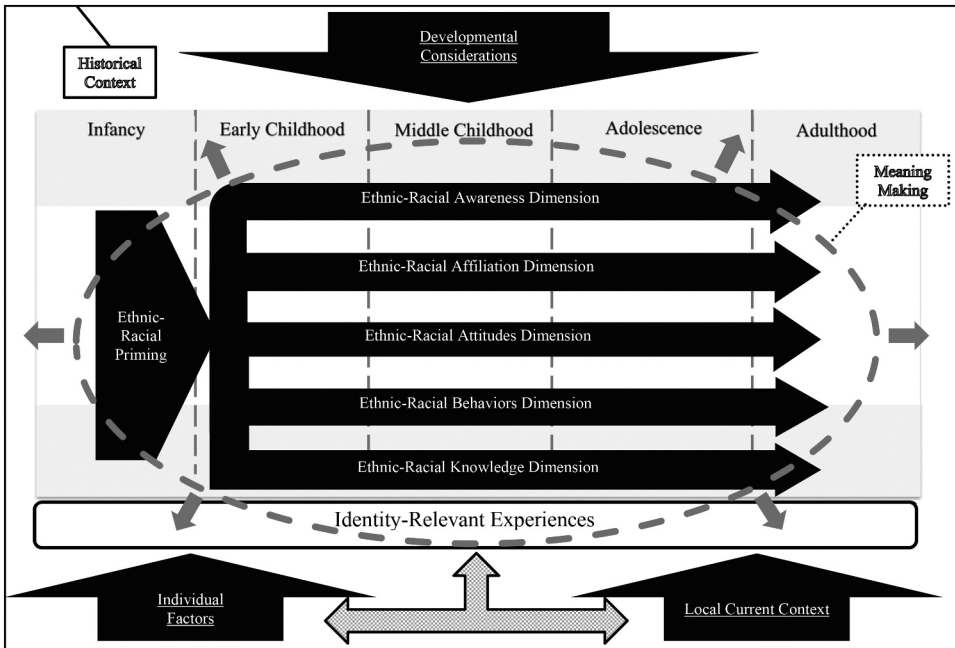 Developmental
Considerations
Historical
Context
Infancy
Early Childhood
Middle Childhood
Adolescence
Adulthood
Meaning
Making
Ethnic-Racial Awareness Dimension
Ethnic-Racial Affiliation Dimension
Ethnic-
Racial
Priming
Ethnic-Racial Attitudes Dimension
Ethnic-Racial Behaviors Dimension
Ethnic-Racial Knowledge Dimension
Identity-Relevant Experiences
Individual
Factors
Local Current Context